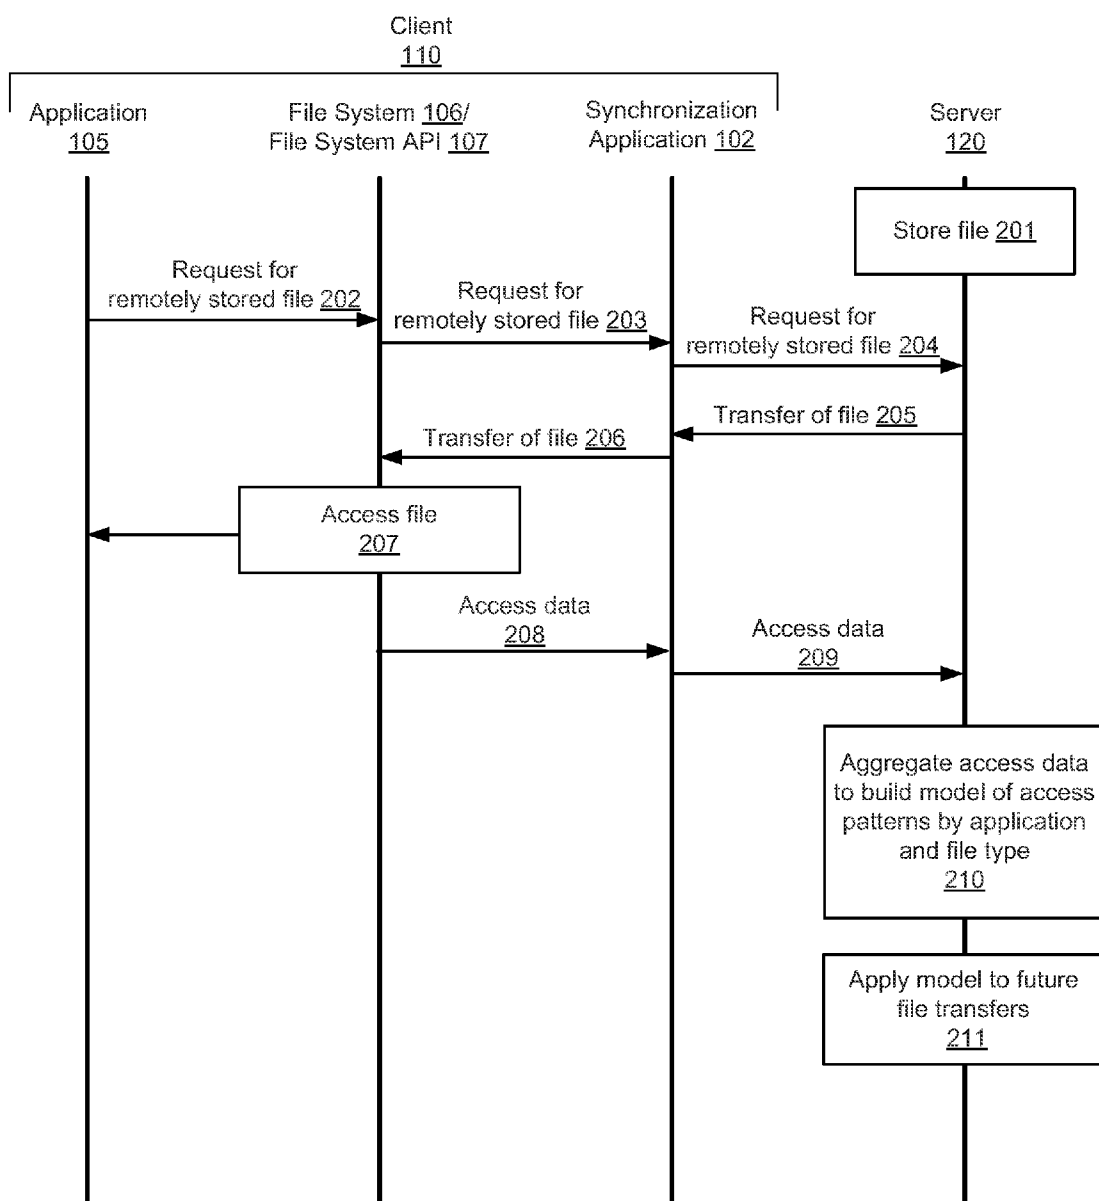 Client
110
Application
105
File System 106/
File System API 107
Synchronization
Application 102
Server
120
Store file 201
Request for
remotely stored file 202
Request for
remotely stored file 203
Request for
remotely stored file 204
Transfer of file 205
Transfer of file 206
Access file
207
Access data
208
Access data
209
Aggregate access data
to build model of access
patterns by application
and file type
210
Apply model to future
file transfers
211